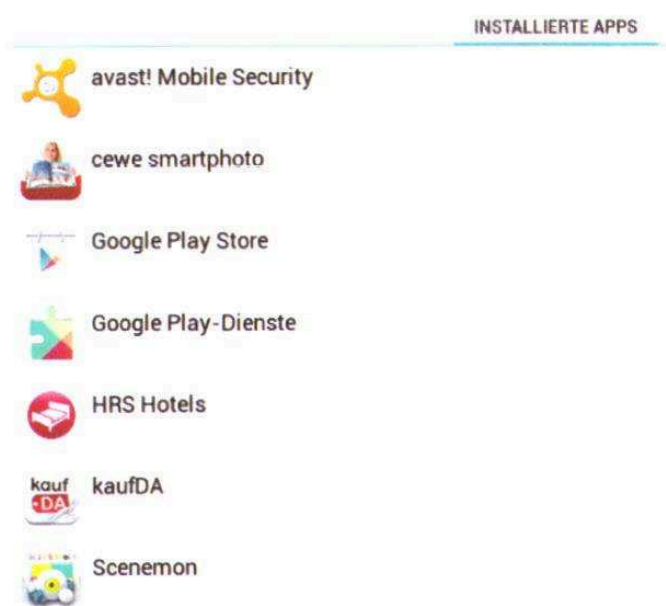 INSTALLIERTE APPS
avast! Mobile Security
cewe smartphoto
Google Play Store
Google Play-Dienste
HRS Hotels
kauf
DA
kaufDA
Scenemon